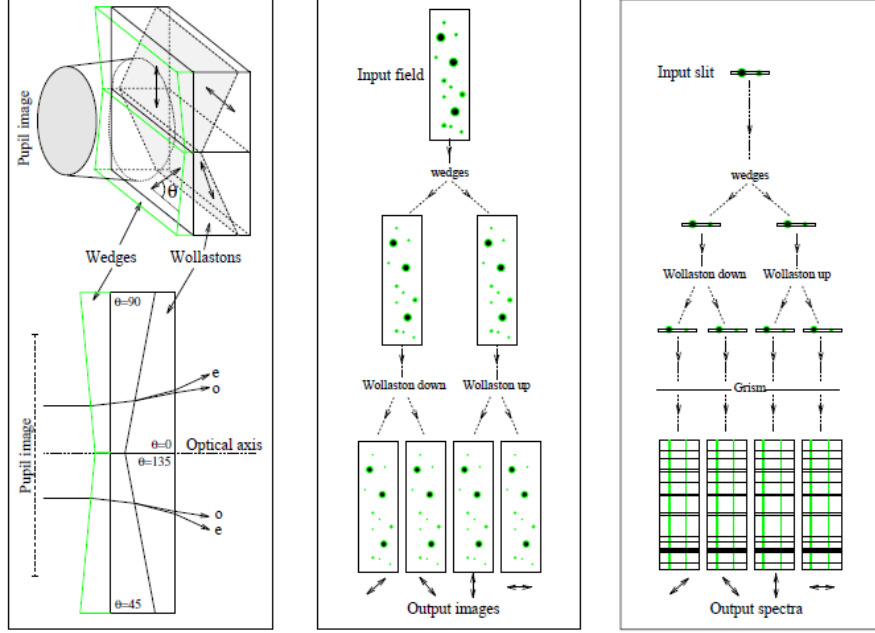 Pupil image
θ
Wedges
Wollastons
θ=90
e
o
Pupil image
θ=0
Optical axis
θ=135
o
e
θ=45
Input field
wedges
Wollaston down
Wollaston up
Output images
Input slit
wedges
Wollaston down
Wollaston up
Grism
Output spectra